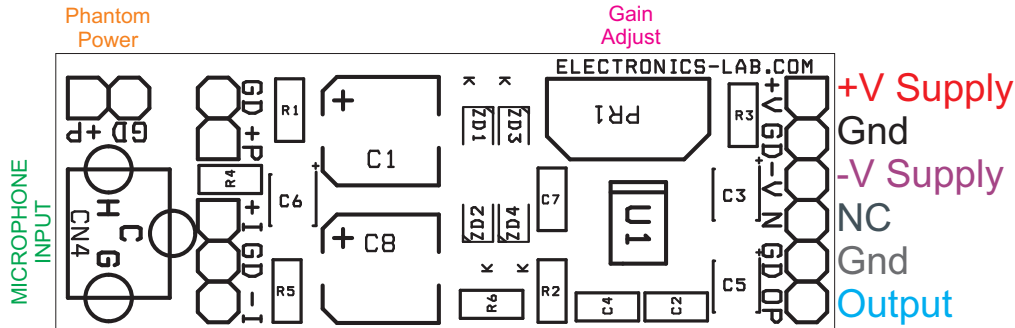 Phantom
Power
Gain
Adjust
ELECTRONICS-LAB.COM
MICROPHONE
INPUT
+P GD
GD +P
R1
C1
K K
ZD1 ZD3
PR1
R3
+V GD -V N GD OP
+V Supply
Gnd
-V Supply
NC
Gnd
Output
CN4
H
C
G
R4
+I GD -I
+
C6
R5
+
+
C8
ZD2 ZD4
K K
C7
U1
+
C3
R6
R2
C4
C2
+
C5